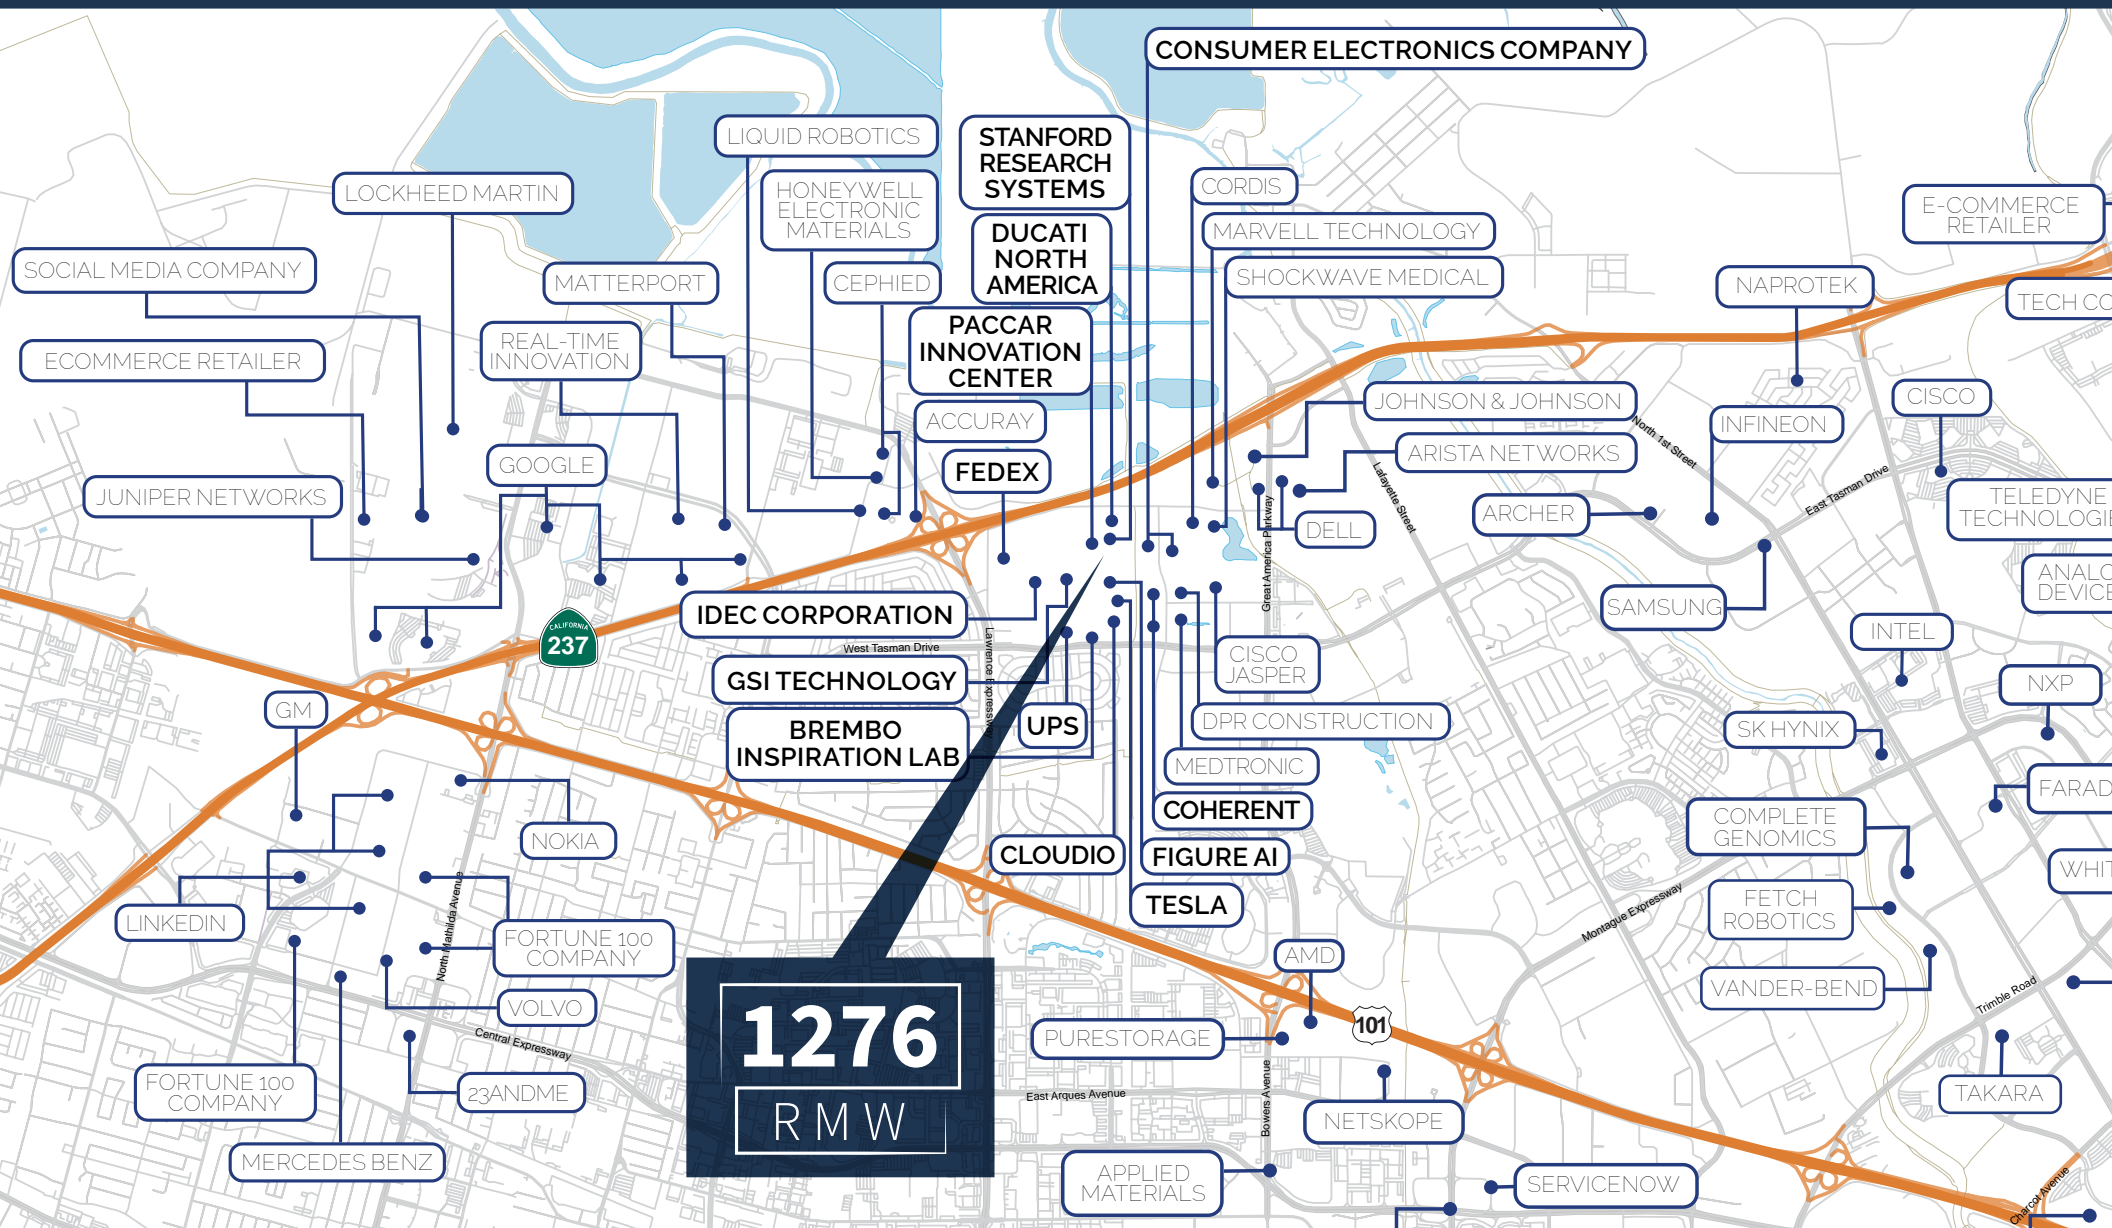 CONSUMER ELECTRONICS COMPANY
LIQUID ROBOTICS
STANFORD
RESEARCH
SYSTEMS
LOCKHEED MARTIN
HONEYWELL
ELECTRONIC
MATERIALS
CORDIS
E-COMMERCE
RETAILER
DUCATI
NORTH
AMERICA
MARVELL TECHNOLOGY
SOCIAL MEDIA COMPANY
MATTERPORT
CEPHIED
SHOCKWAVE MEDICAL
NAPROTEK
TECH CO
ECOMMERCE RETAILER
REAL-TIME
INNOVATION
PACCAR
INNOVATION
CENTER
JOHNSON & JOHNSON
CISCO
ACCURAY
INFINEON
North 1st Street
GOOGLE
FEDEX
ARISTA NETWORKS
JUNIPER NETWORKS
Lafayette Street
East Tasman Drive
TELEDYNE
TECHNOLOGIE
ARCHER
DELL
Great America Parkway
ANALO
DEVICE
IDEC CORPORATION
SAMSUNG
CALIFORNIA
237
West Tasman Drive
Lawrence Expressway
INTEL
CISCO
JASPER
GSI TECHNOLOGY
NXP
GM
UPS
DPR CONSTRUCTION
BREMBO
INSPIRATION LAB
SK HYNIX
MEDTRONIC
FARAD
COHERENT
NOKIA
COMPLETE
GENOMICS
CLOUDIO
FIGURE AI
WHIT
LINKEDIN
North Mathilda Avenue
TESLA
FETCH
ROBOTICS
Montague Expressway
FORTUNE 100
COMPANY
AMD
VANDER-BEND
Trimble Road
VOLVO
1276
RMW
PURESTORAGE
101
Central Expressway
FORTUNE 100
COMPANY
23ANDME
East Arques Avenue
Bowers Avenue
NETSKOPE
TAKARA
MERCEDES BENZ
APPLIED
MATERIALS
SERVICENOW
Charcot Avenue